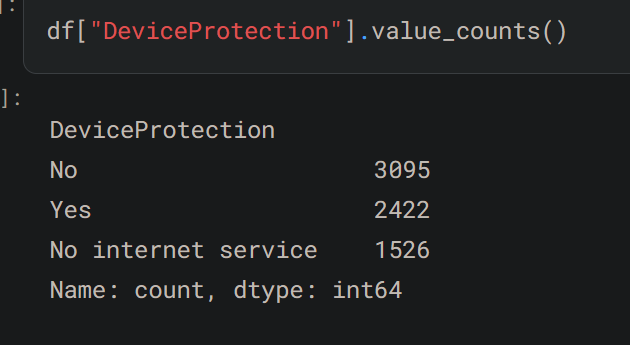 ]:
df["DeviceProtection"].value_counts()
]:
DeviceProtection
No 3095
Yes 2422
No internet service 1526
Name: count, dtype: int64